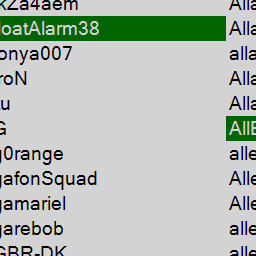 kZa4aem Alla
loatAlarm38 Alla
onya007 alla
roN Alla
u Alla
G AllE
g0range alle
gafonSquad Alle
gamariel Alle
garebob alle
GBR-DK alle